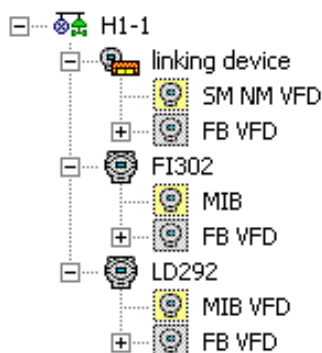 H1-1
linking device
SM NM VFD
FB VFD
FI302
MIB
FB VFD
LD292
MIB VFD
FB VFD